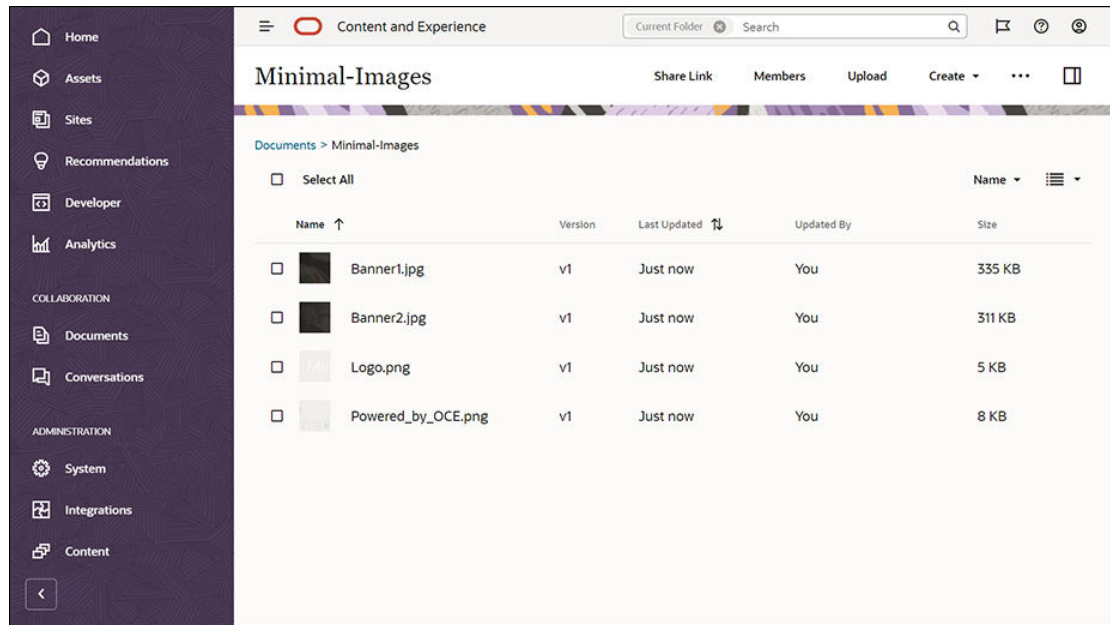 Home
Assets
Sites
Recommendations
Developer
Analytics
COLLABORATION
Documents
Conversations
ADMINISTRATION
System
Integrations
Content
Content and Experience
Current Folder Search
Minimal-Images
Share Link Members Upload Create
Documents > Minimal-Images
Select All Name
Name Version Last Updated Updated By Size
Banner1.jpg v1 Just now You 335 KB
Banner2.jpg v1 Just now You 311 KB
Logo.png v1 Just now You 5 KB
Powered_by_OCE.png v1 Just now You 8 KB